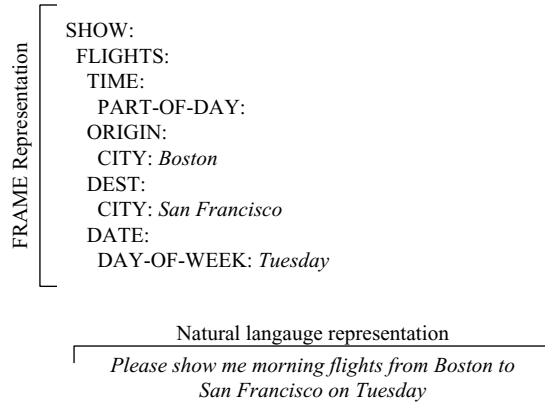 FRAME Representation
SHOW:
FLIGHTS:
TIME:
PART-OF-DAY:
ORIGIN:
CITY: Boston
DEST:
CITY: San Francisco
DATE:
DAY-OF-WEEK: Tuesday
Natural langauge representation
Please show me morning flights from Boston to
San Francisco on Tuesday